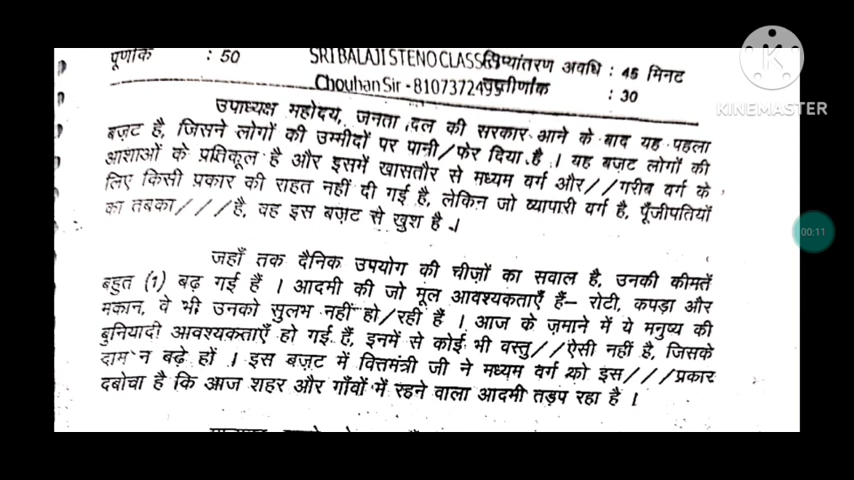 पूर्णांक : 50 SRI BALAJI STENO CLASSES लिप्यांतरण अवधि : 45 मिनट
Chouhan Sir - : 30
KINEMASTER
उपाध्यक्ष महोदय, जनता दल की सरकार आने के बाद यह पहला
बज़ट है, जिसने लोगों की उम्मीदों पर पानी/फेर दिया है । यह बज़ट लोगों की
आशाओं के प्रतिकूल है और इसमें खासतौर से मध्यम वर्ग और//गरीब वर्ग के
लिए किसी प्रकार की राहत नहीं दी गई है, लेकिन जो व्यापारी वर्ग है, पूँजीपतियों
का तबका///है, वह इस बज़ट से खुश है ।
00:11
जहाँ तक दैनिक उपयोग की चीज़ों का सवाल है, उनकी कीमतें
बहुत (1) बढ़ गई हैं । आदमी की जो मूल आवश्यकताएँ हैं– रोटी, कपड़ा और
मकान, वे भी उनको सुलभ नहीं हो/रही हैं । आज के ज़माने में ये मनुष्य की
बुनियादी आवश्यकताएँ हो गई हैं, इनमें से कोई भी वस्तु//ऐसी नहीं है, जिसके
दाम न बढ़े हों । इस बज़ट में वित्तमंत्री जी ने मध्यम वर्ग को इस///प्रकार
दबोचा है कि आज शहर और गाँवों में रहने वाला आदमी तड़प रहा है ।